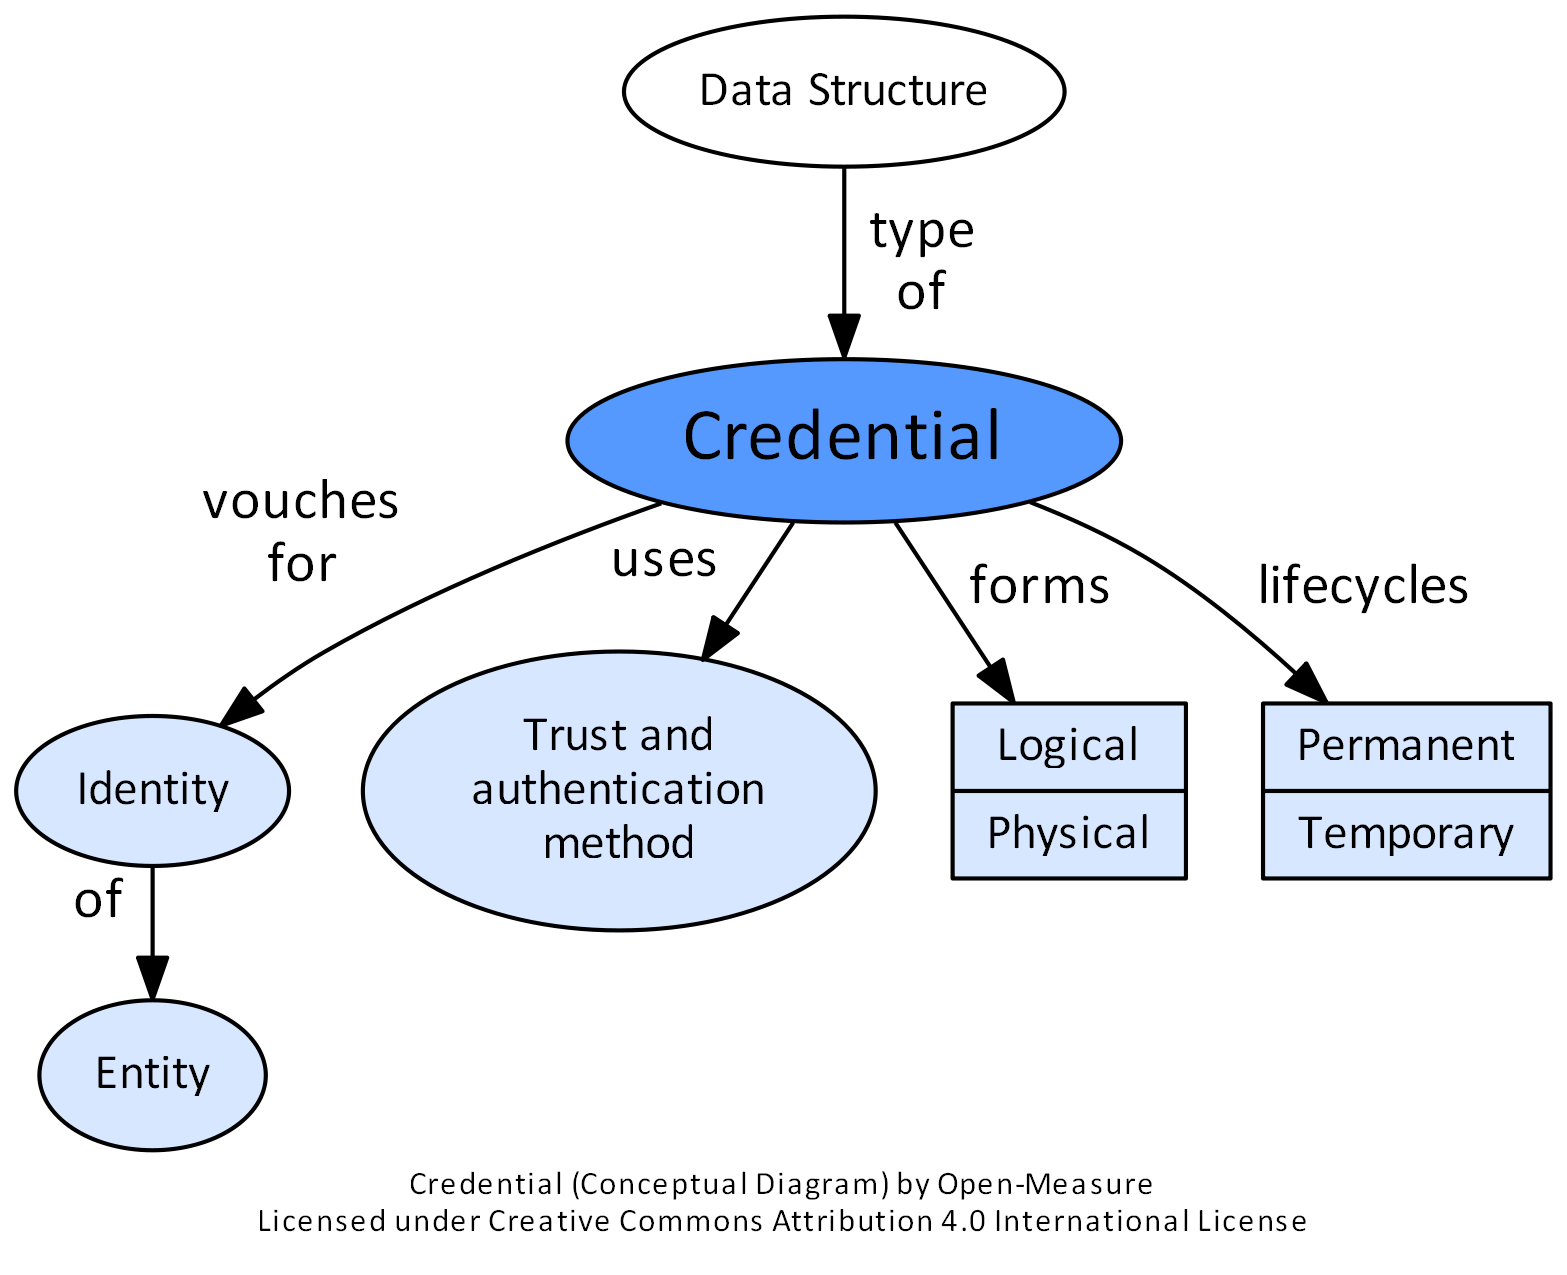 Data Structure
type
of
Credential
vouches
for
uses
forms
lifecycles
Identity
Trust and
authentication
method
Logical
Physical
Permanent
Temporary
of
Entity
Credential (Conceptual Diagram) by Open-Measure
Licensed under Creative Commons Attribution 4.0 International License